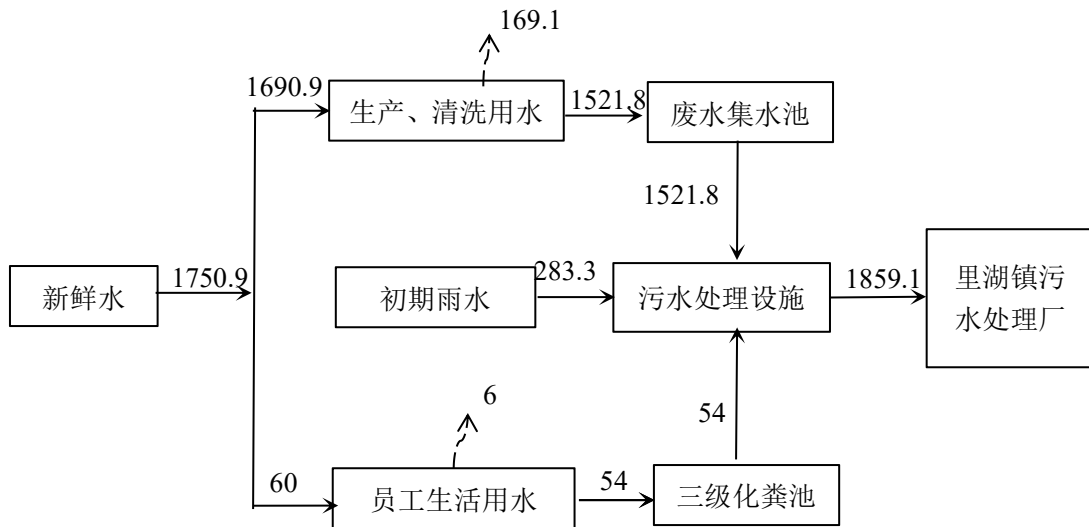 169.1
1690.9
生产、清洗用水
1521.8
废水集水池
1521.8
新鲜水
1750.9
初期雨水
283.3
污水处理设施
1859.1
里湖镇污
水处理厂
6
54
60
员工生活用水
54
三级化粪池